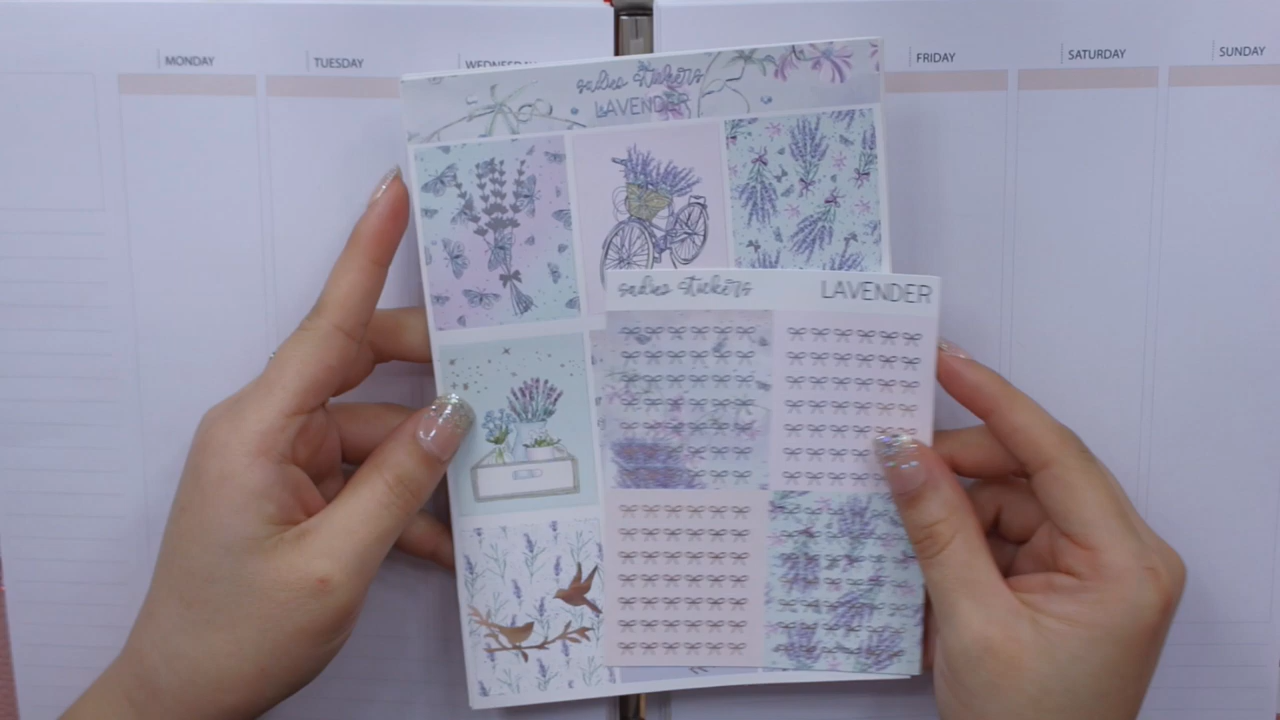 MONDAY
TUESDAY
WEDNESDAY
FRIDAY
SATURDAY
SUNDAY
sadies stickers
LAVENDER
sadies stickers
LAVENDER